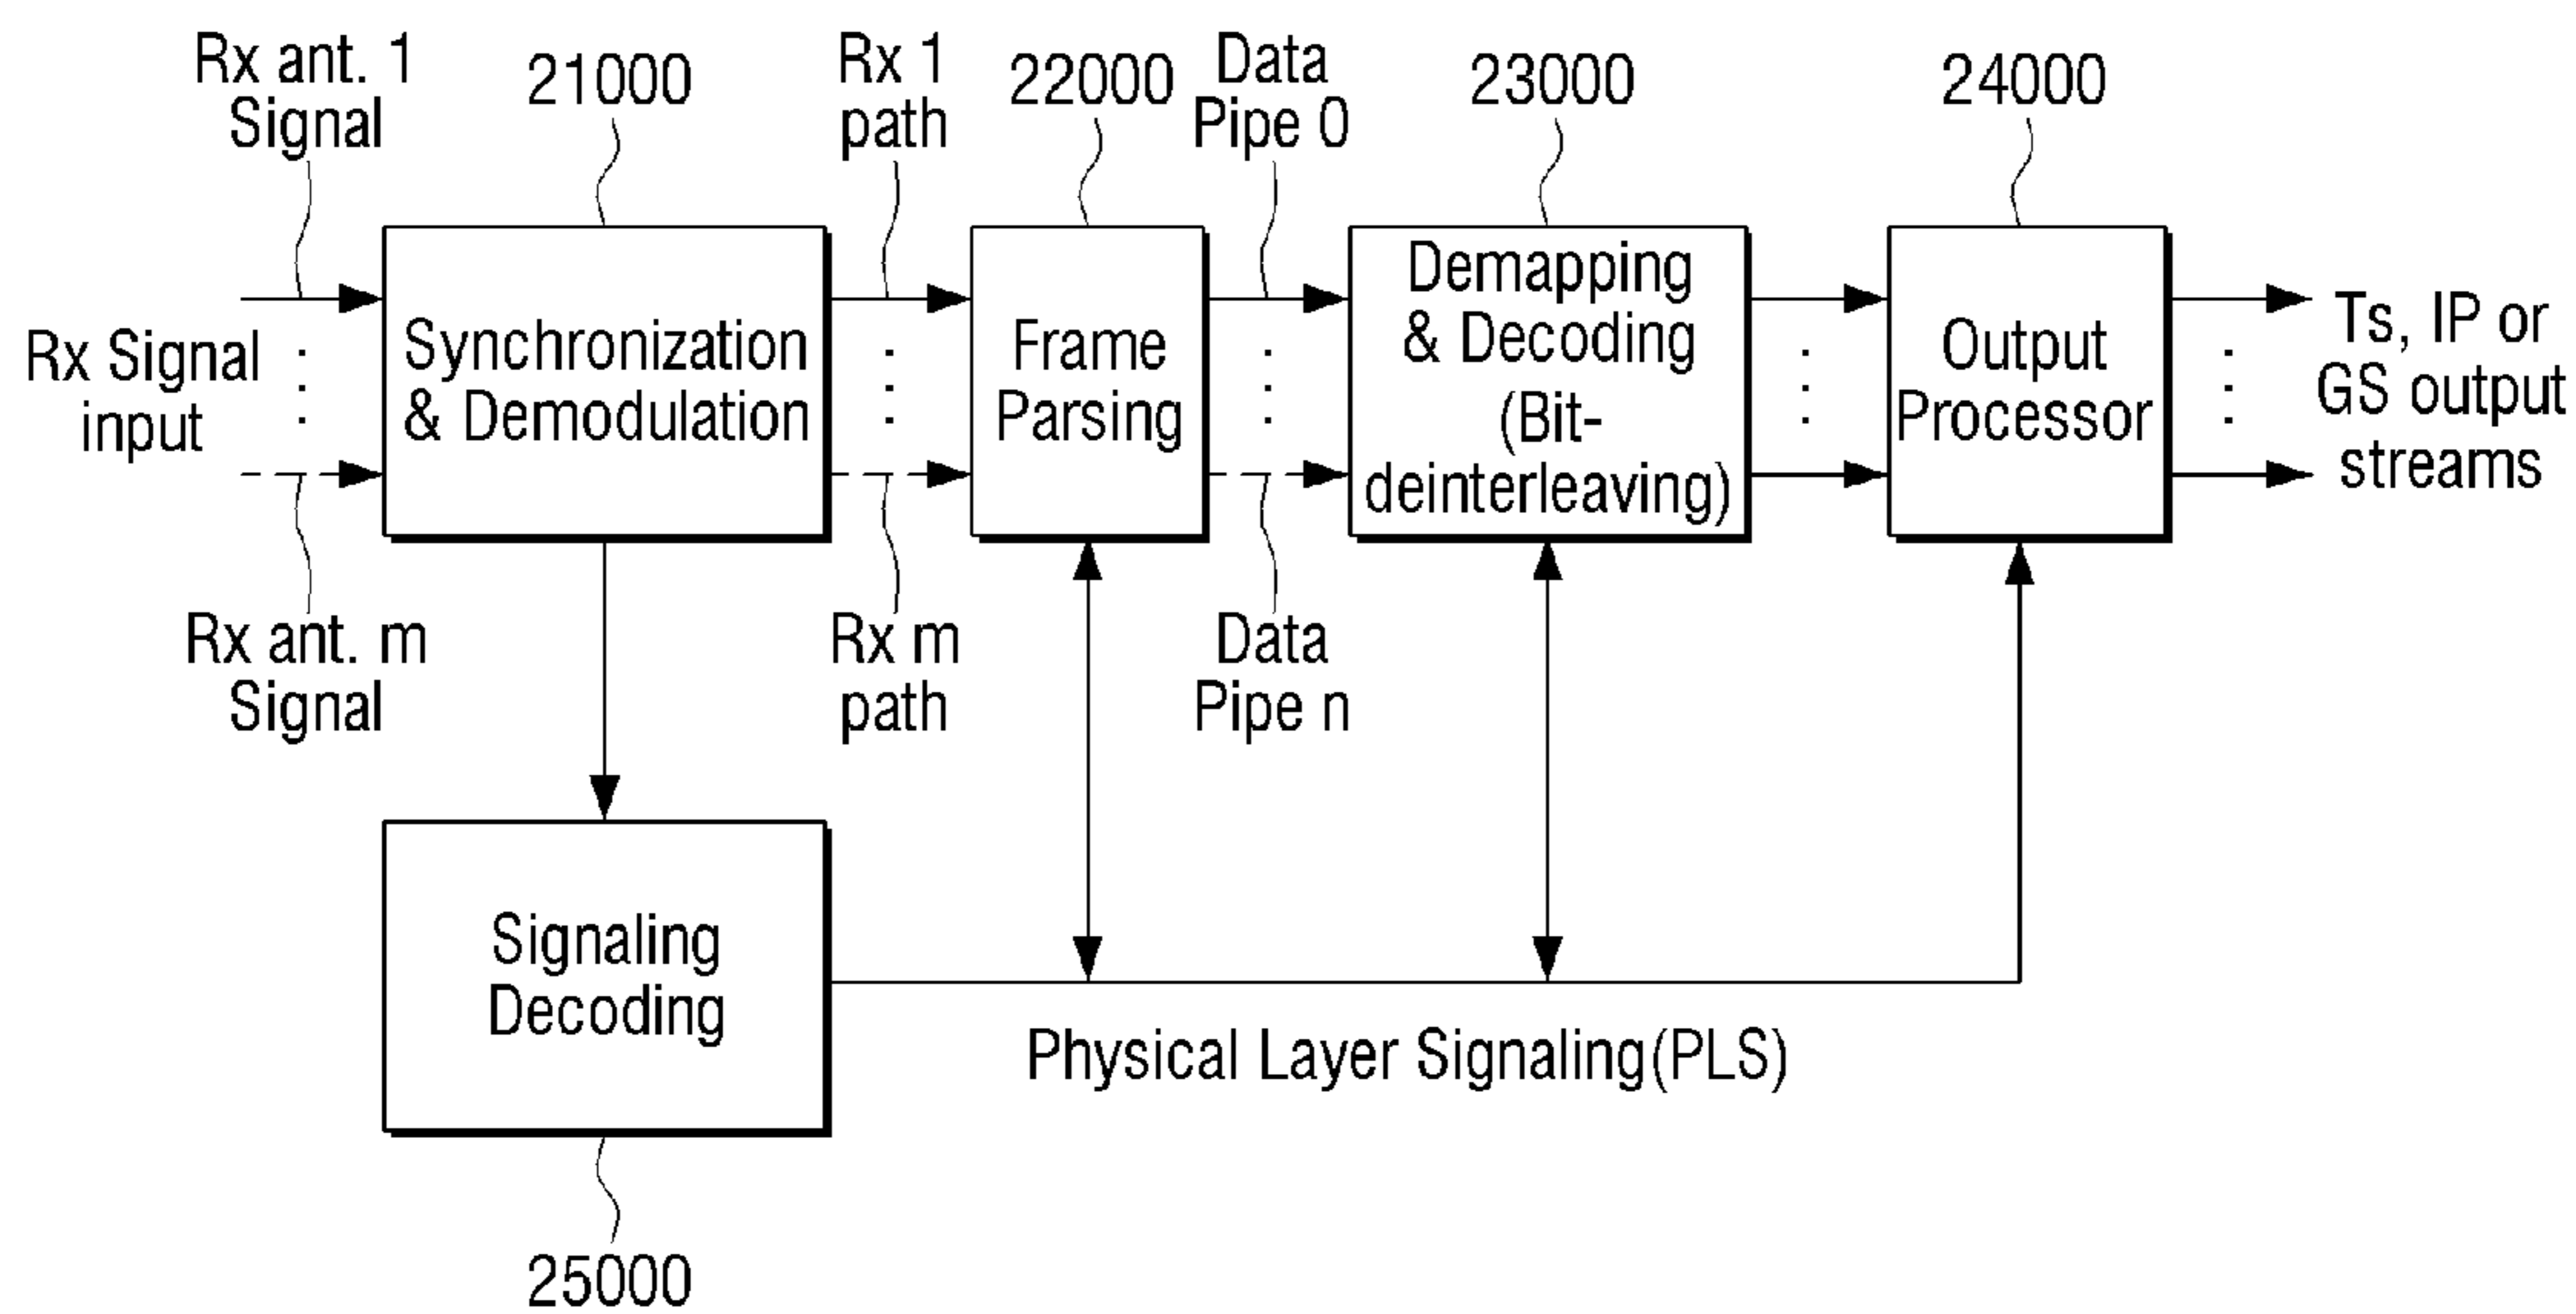 Rx ant. 1
Signal
21000
Rx 1
path
22000
Data
Pipe 0
23000
24000
Rx Signal
input
Synchronization
& Demodulation
Frame
Parsing
Demapping
& Decoding
(Bit-
deinterleaving)
Output
Processor
Ts, IP or
GS output
streams
Rx ant. m
Signal
Rx m
path
Data
Pipe n
Signaling
Decoding
Physical Layer Signaling(PLS)
25000